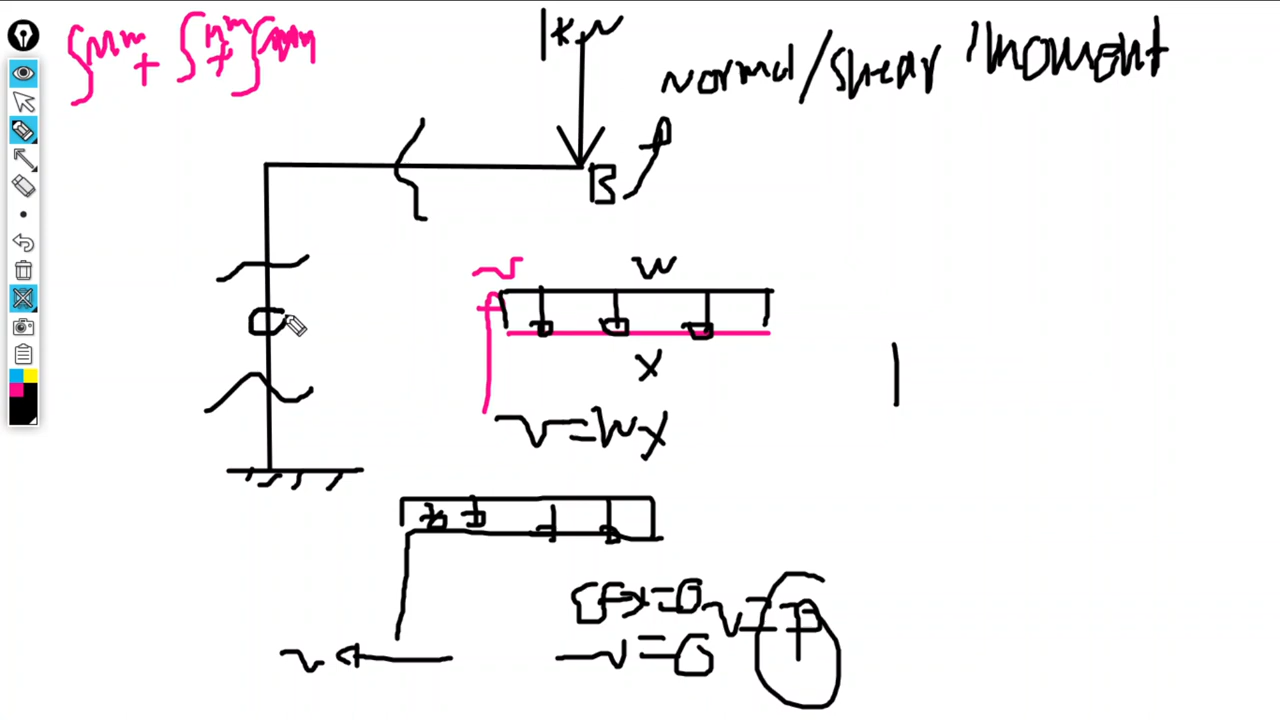 1kN
normal/shear/moment
B
w
v
x
v=wx
ΣFx=0
v=P
v
v=0